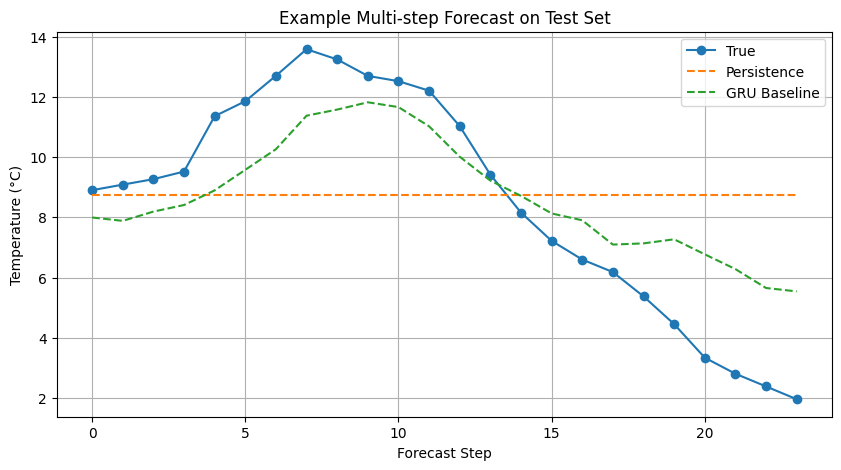 Example Multi-step Forecast on Test Set
True
Persistence
GRU Baseline
Temperature (°C)
14
12
10
8
6
4
2
0
5
10
15
20
Forecast Step